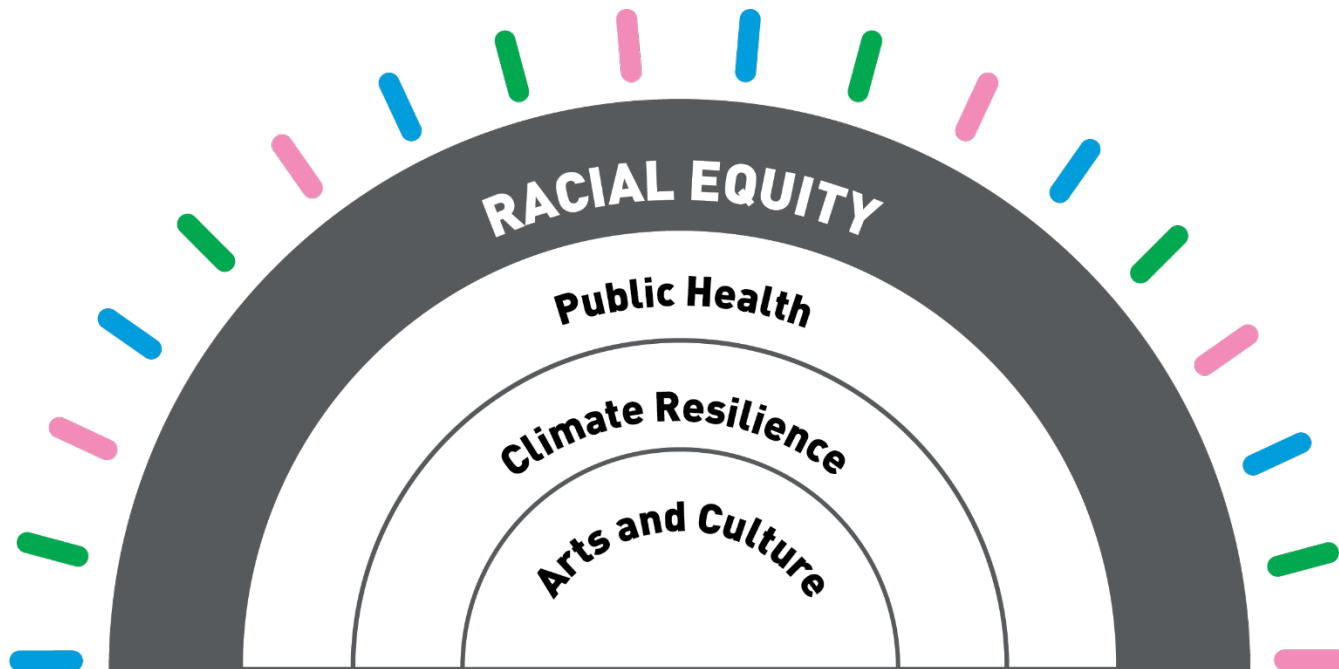 RACIAL EQUITY
Public Health
Climate Resilience
Arts and Culture